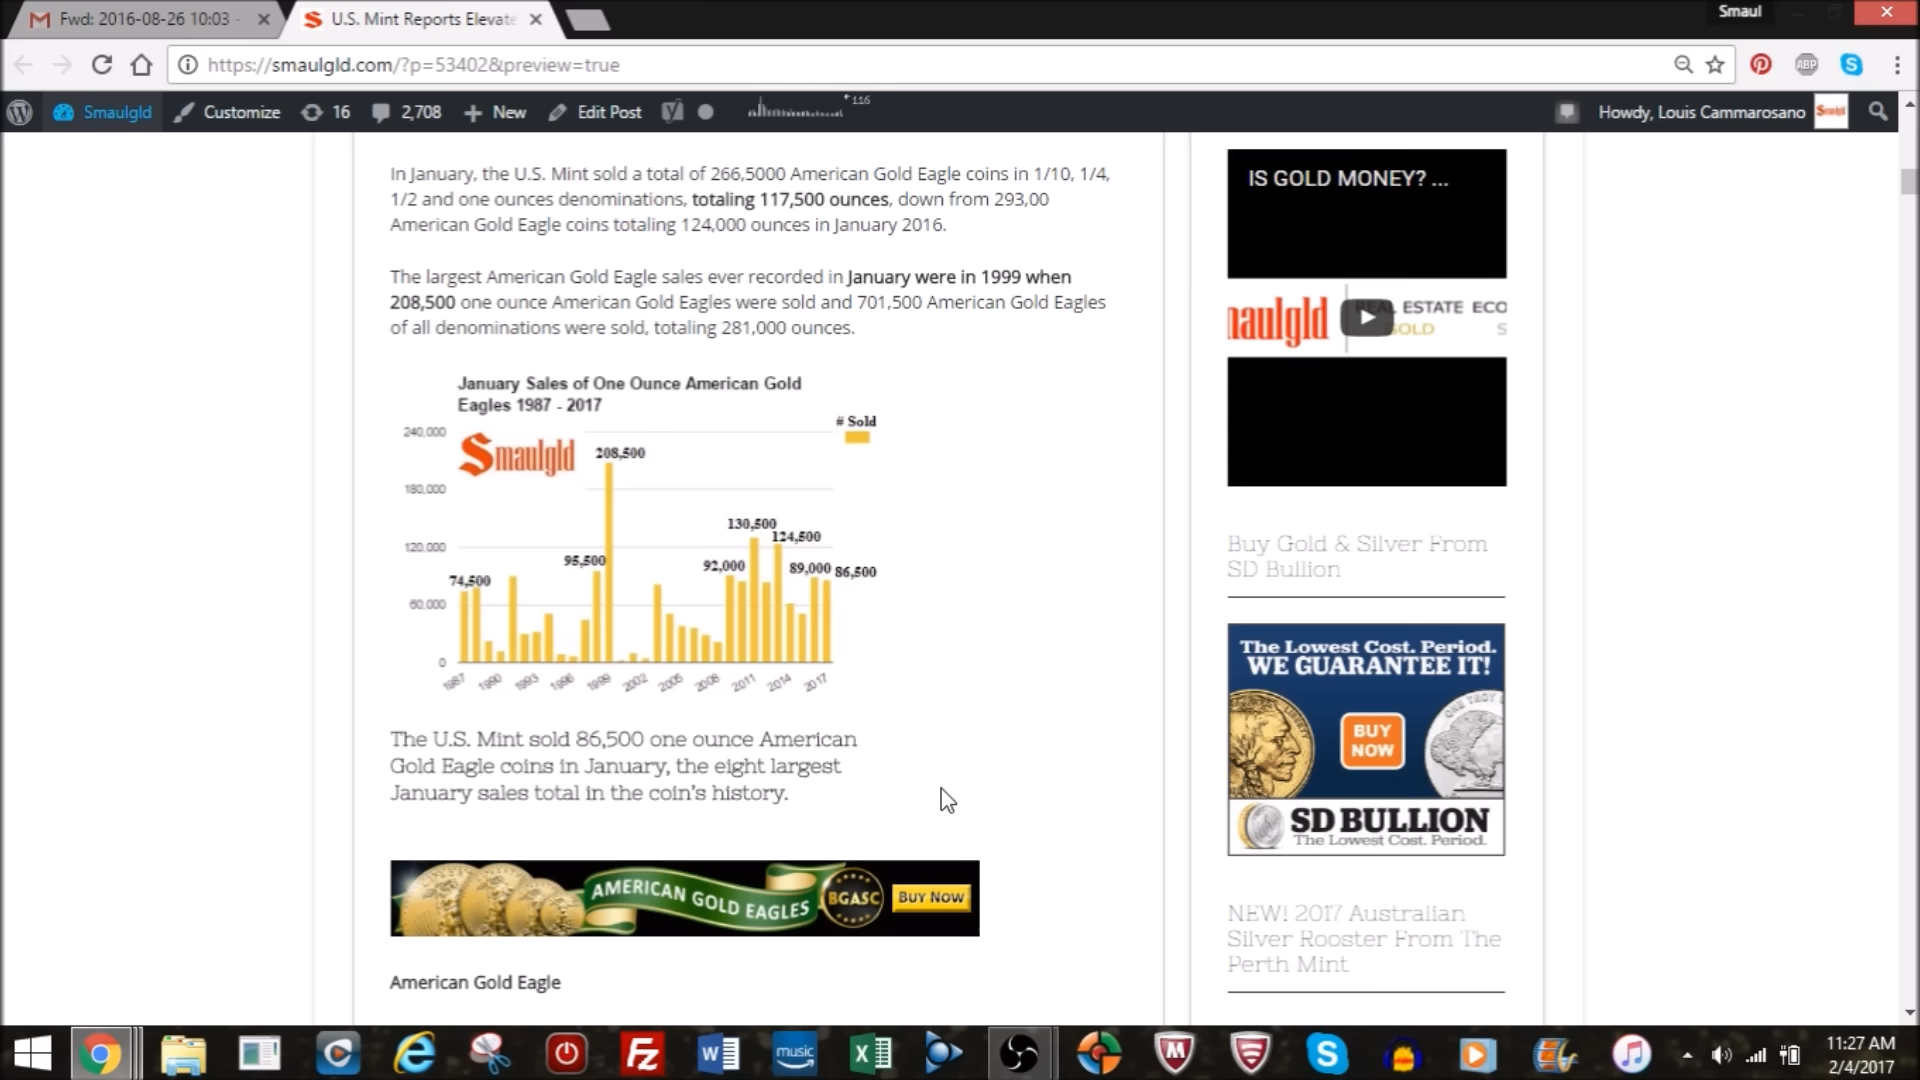 Fwd: 2016-08-26 10:03 -
U.S. Mint Reports Elevate
Smaul
https://smaulgld.com/?p=53402&preview=true
ABP
Smaulgld
Customize
16
2,708
New
Edit Post
+116
Howdy, Louis Cammarosano
In January, the U.S. Mint sold a total of 266,5000 American Gold Eagle coins in 1/10, 1/4,
1/2 and one ounces denominations, totaling 117,500 ounces, down from 293,00
American Gold Eagle coins totaling 124,000 ounces in January 2016.
The largest American Gold Eagle sales ever recorded in January were in 1999 when
208,500 one ounce American Gold Eagles were sold and 701,500 American Gold Eagles
of all denominations were sold, totaling 281,000 ounces.
January Sales of One Ounce American Gold
Eagles 1987 - 2017
# Sold
Smaulgld
240,000
180,000
120,000
60,000
0
74,500
95,500
208,500
92,000
130,500
124,500
89,000
86,500
1987
1990
1993
1996
1999
2002
2005
2008
2011
2014
2017
The U.S. Mint sold 86,500 one ounce American
Gold Eagle coins in January, the eight largest
January sales total in the coin's history.
AMERICAN GOLD EAGLES
BGASC
BUY NOW
American Gold Eagle
IS GOLD MONEY? ...
naulgld
REAL ESTATE ECO
GOLD S
Buy Gold & Silver From
SD Bullion
The Lowest Cost. Period.
WE GUARANTEE IT!
BUY
NOW
SD BULLION
The Lowest Cost. Period.
NEW! 2017 Australian
Silver Rooster From The
Perth Mint
music
11:27 AM
2/4/2017